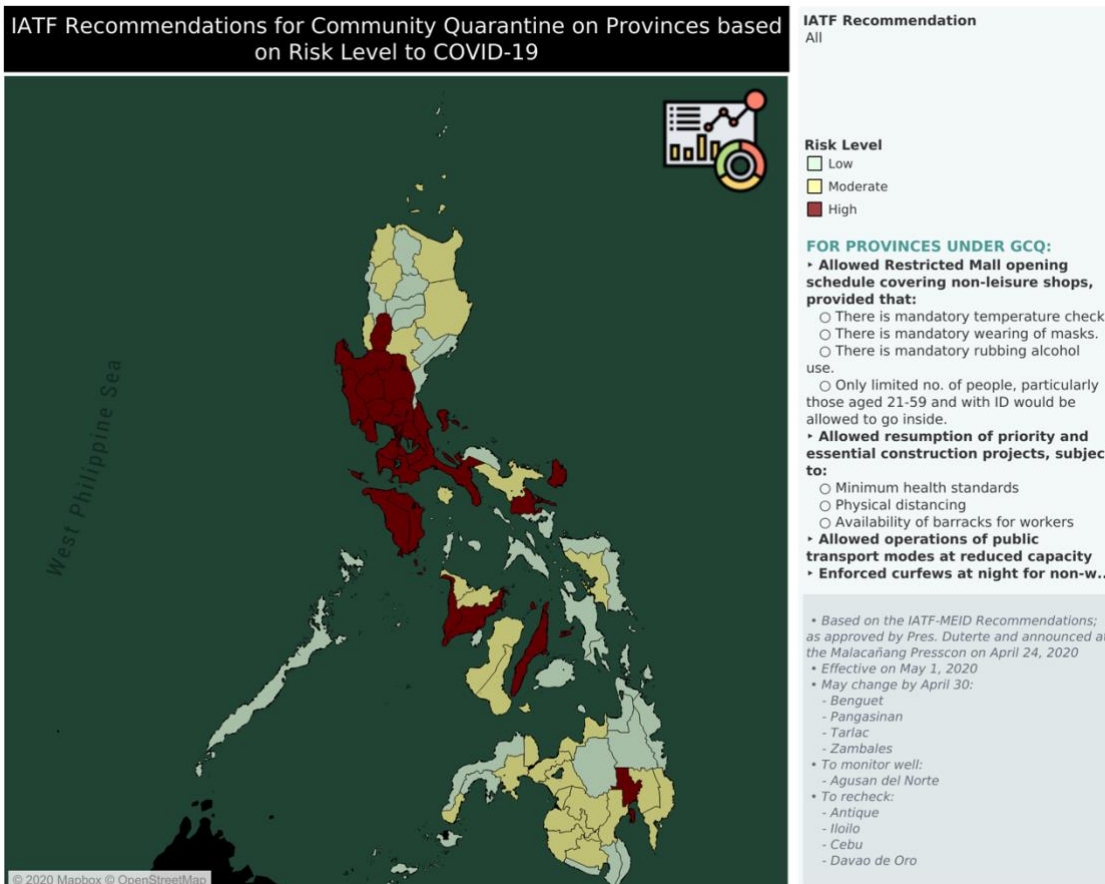 IATF Recommendations for Community Quarantine on Provinces based
on Risk Level to COVID-19
West Philippine Sea
© 2020 Mapbox © OpenStreetMap
IATF Recommendation
All
Risk Level
Low
Moderate
High
FOR PROVINCES UNDER GCQ:
‣ Allowed Restricted Mall opening
schedule covering non-leisure shops,
provided that:
○ There is mandatory temperature check
○ There is mandatory wearing of masks.
○ There is mandatory rubbing alcohol
use.
○ Only limited no. of people, particularly
those aged 21-59 and with ID would be
allowed to go inside.
‣ Allowed resumption of priority and
essential construction projects, subjec
to:
○ Minimum health standards
○ Physical distancing
○ Availability of barracks for workers
‣ Allowed operations of public
transport modes at reduced capacity
‣ Enforced curfews at night for non-w..
• Based on the IATF-MEID Recommendations;
as approved by Pres. Duterte and announced at
the Malacañang Presscon on April 24, 2020
• Effective on May 1, 2020
• May change by April 30:
- Benguet
- Pangasinan
- Tarlac
- Zambales
• To monitor well:
- Agusan del Norte
• To recheck:
- Antique
- Iloilo
- Cebu
- Davao de Oro